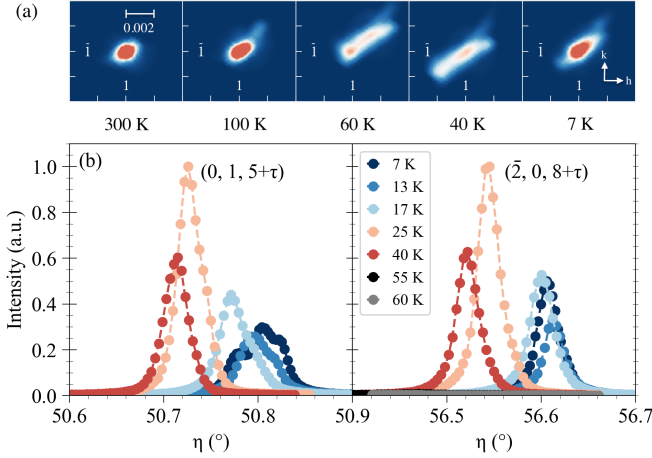 (a)
0.002
1̄ 1̄ 1̄ 1̄ 1̄
1 1 1 1 1
k
h
300 K 100 K 60 K 40 K 7 K
(b)
(0, 1, 5+τ)
(2̄, 0, 8+τ)
7 K
13 K
17 K
25 K
40 K
55 K
60 K
Intensity (a.u.)
1.0
0.8
0.6
0.4
0.2
0.0
50.6 50.7 50.8 50.9 56.5 56.6 56.7
η (°) η (°)